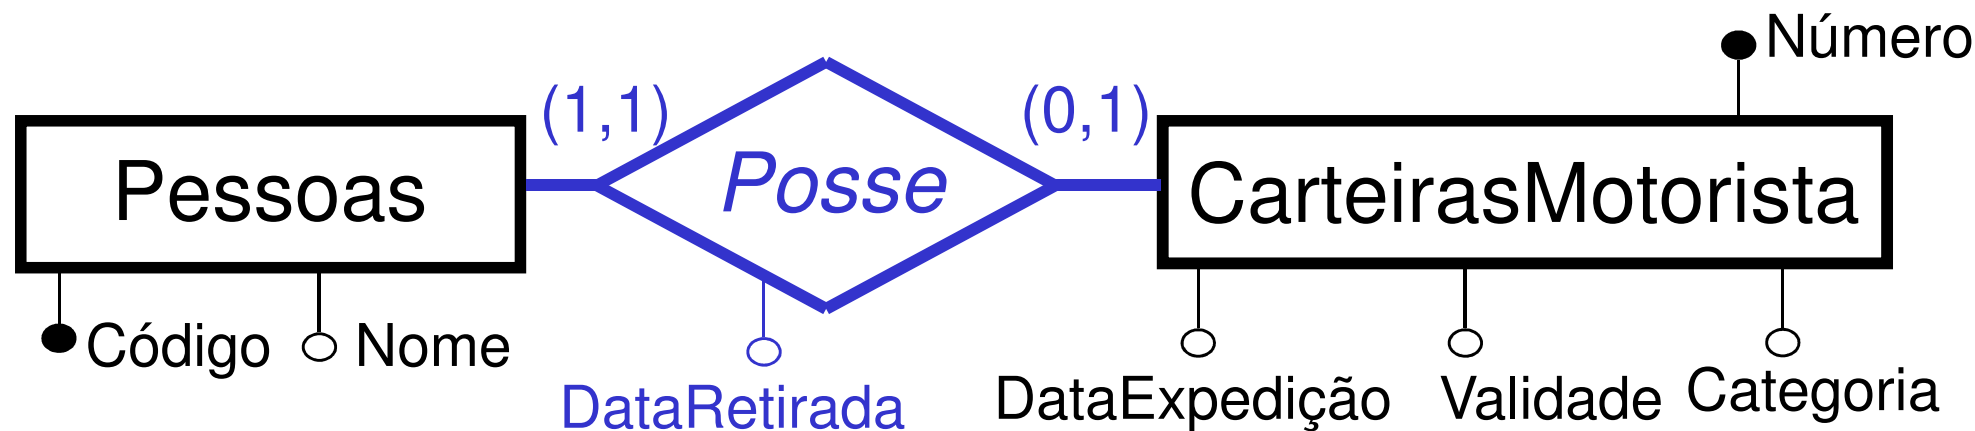 Número
(1,1)
(0,1)
Pessoas
Posse
CarteirasMotorista
Código
Nome
DataRetirada
DataExpedição
Validade
Categoria